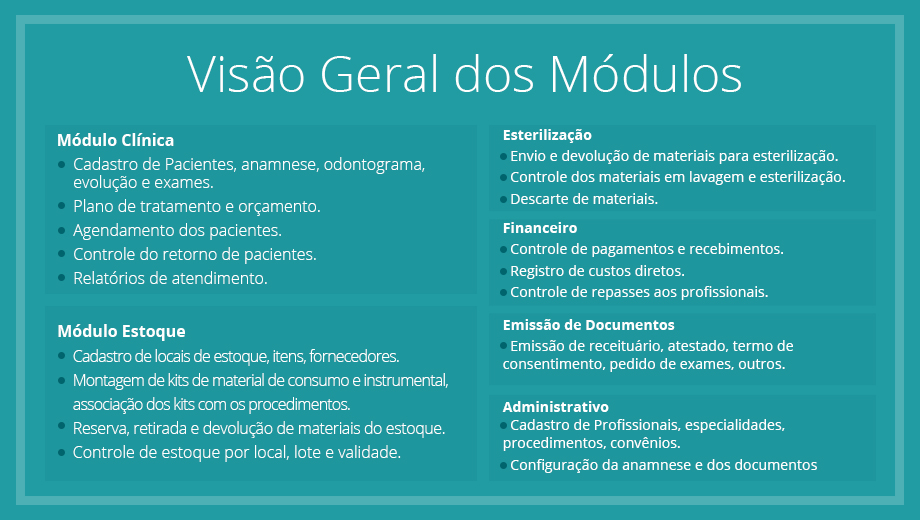 Visão Geral dos Módulos
Módulo Clínica
Cadastro de Pacientes, anamnese, odontograma,
evolução e exames.
Plano de tratamento e orçamento.
Agendamento dos pacientes.
Controle do retorno de pacientes.
Relatórios de atendimento.
Módulo Estoque
Cadastro de locais de estoque, itens, fornecedores.
Montagem de kits de material de consumo e instrumental,
associação dos kits com os procedimentos.
Reserva, retirada e devolução de materiais do estoque.
Controle de estoque por local, lote e validade.
Esterilização
Envio e devolução de materiais para esterilização.
Controle dos materiais em lavagem e esterilização.
Descarte de materiais.
Financeiro
Controle de pagamentos e recebimentos.
Registro de custos diretos.
Controle de repasses aos profissionais.
Emissão de Documentos
Emissão de receituário, atestado, termo de
consentimento, pedido de exames, outros.
Administrativo
Cadastro de Profissionais, especialidades,
procedimentos, convênios.
Configuração da anamnese e dos documentos